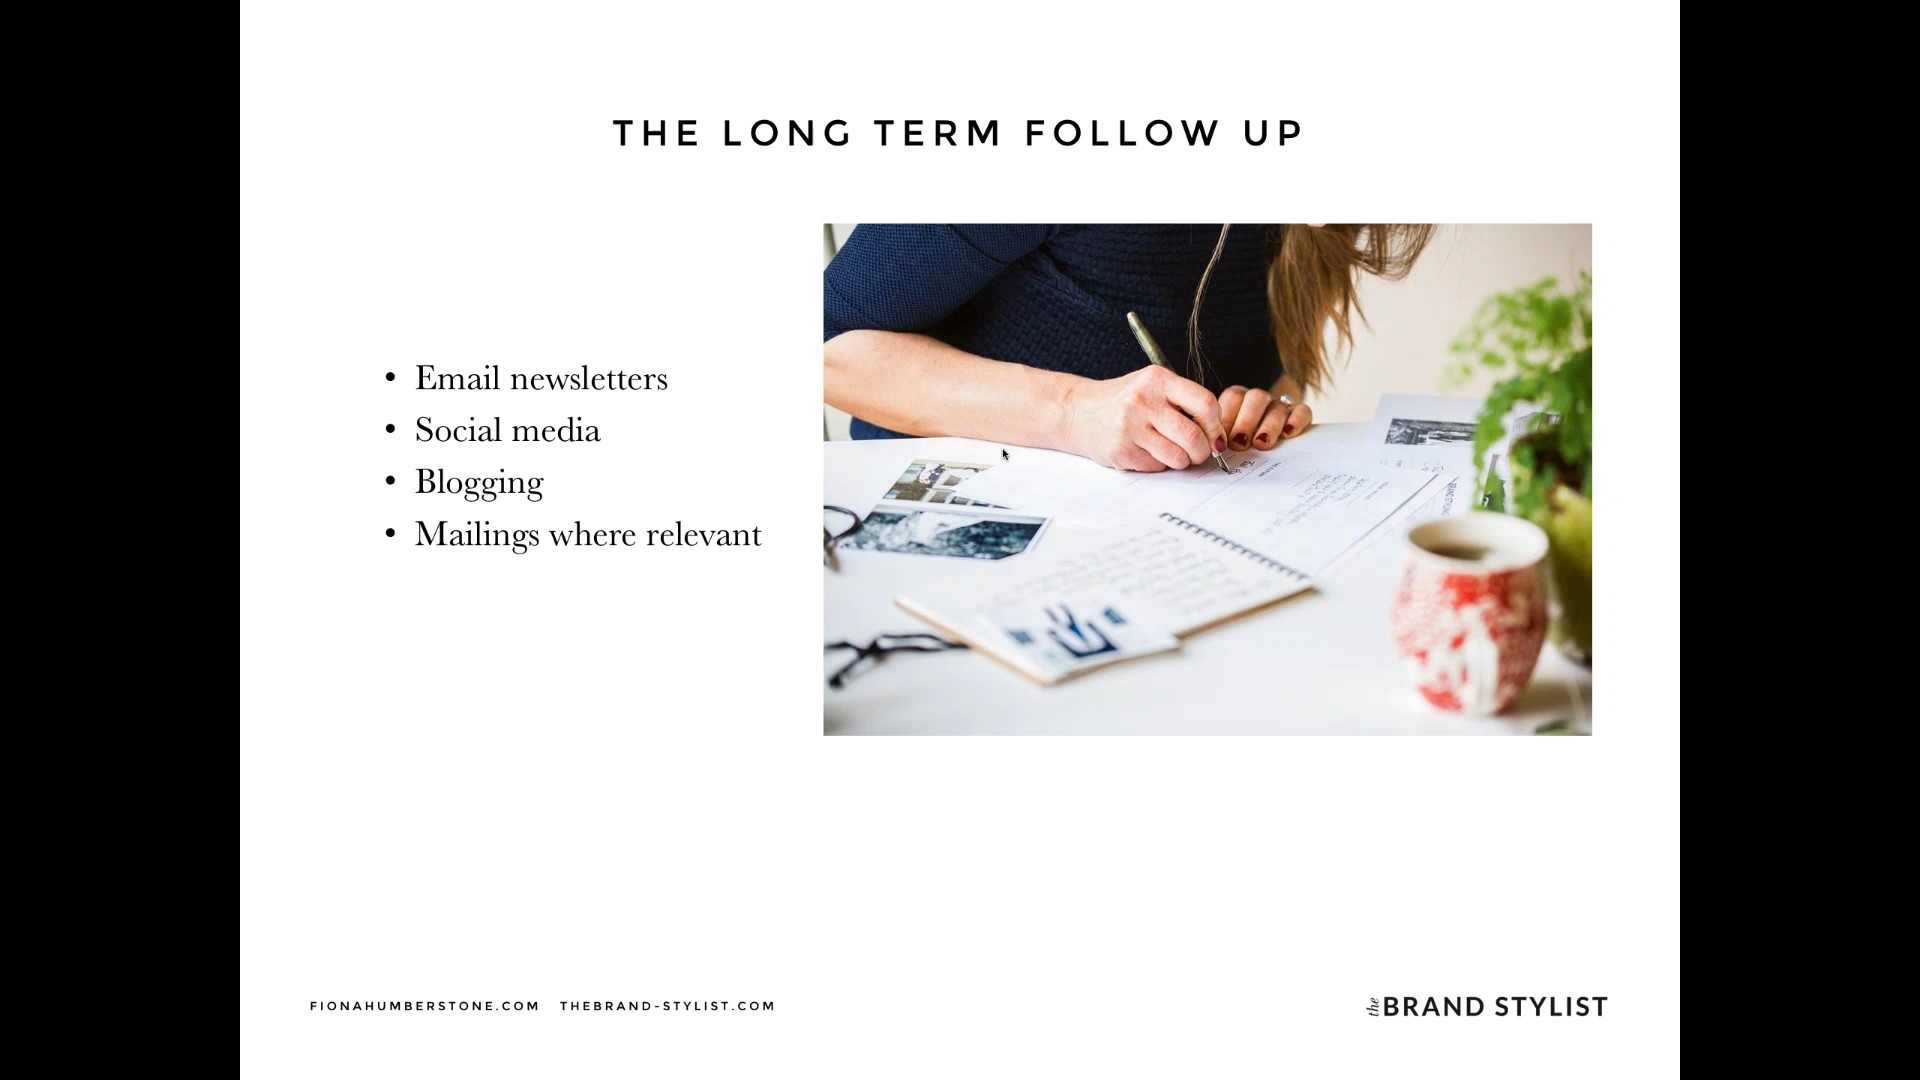 THE LONG TERM FOLLOW UP
• Email newsletters
• Social media
• Blogging
• Mailings where relevant
FIONAHUMBERSTONE.COM THEBRAND-STYLIST.COM
the BRAND STYLIST